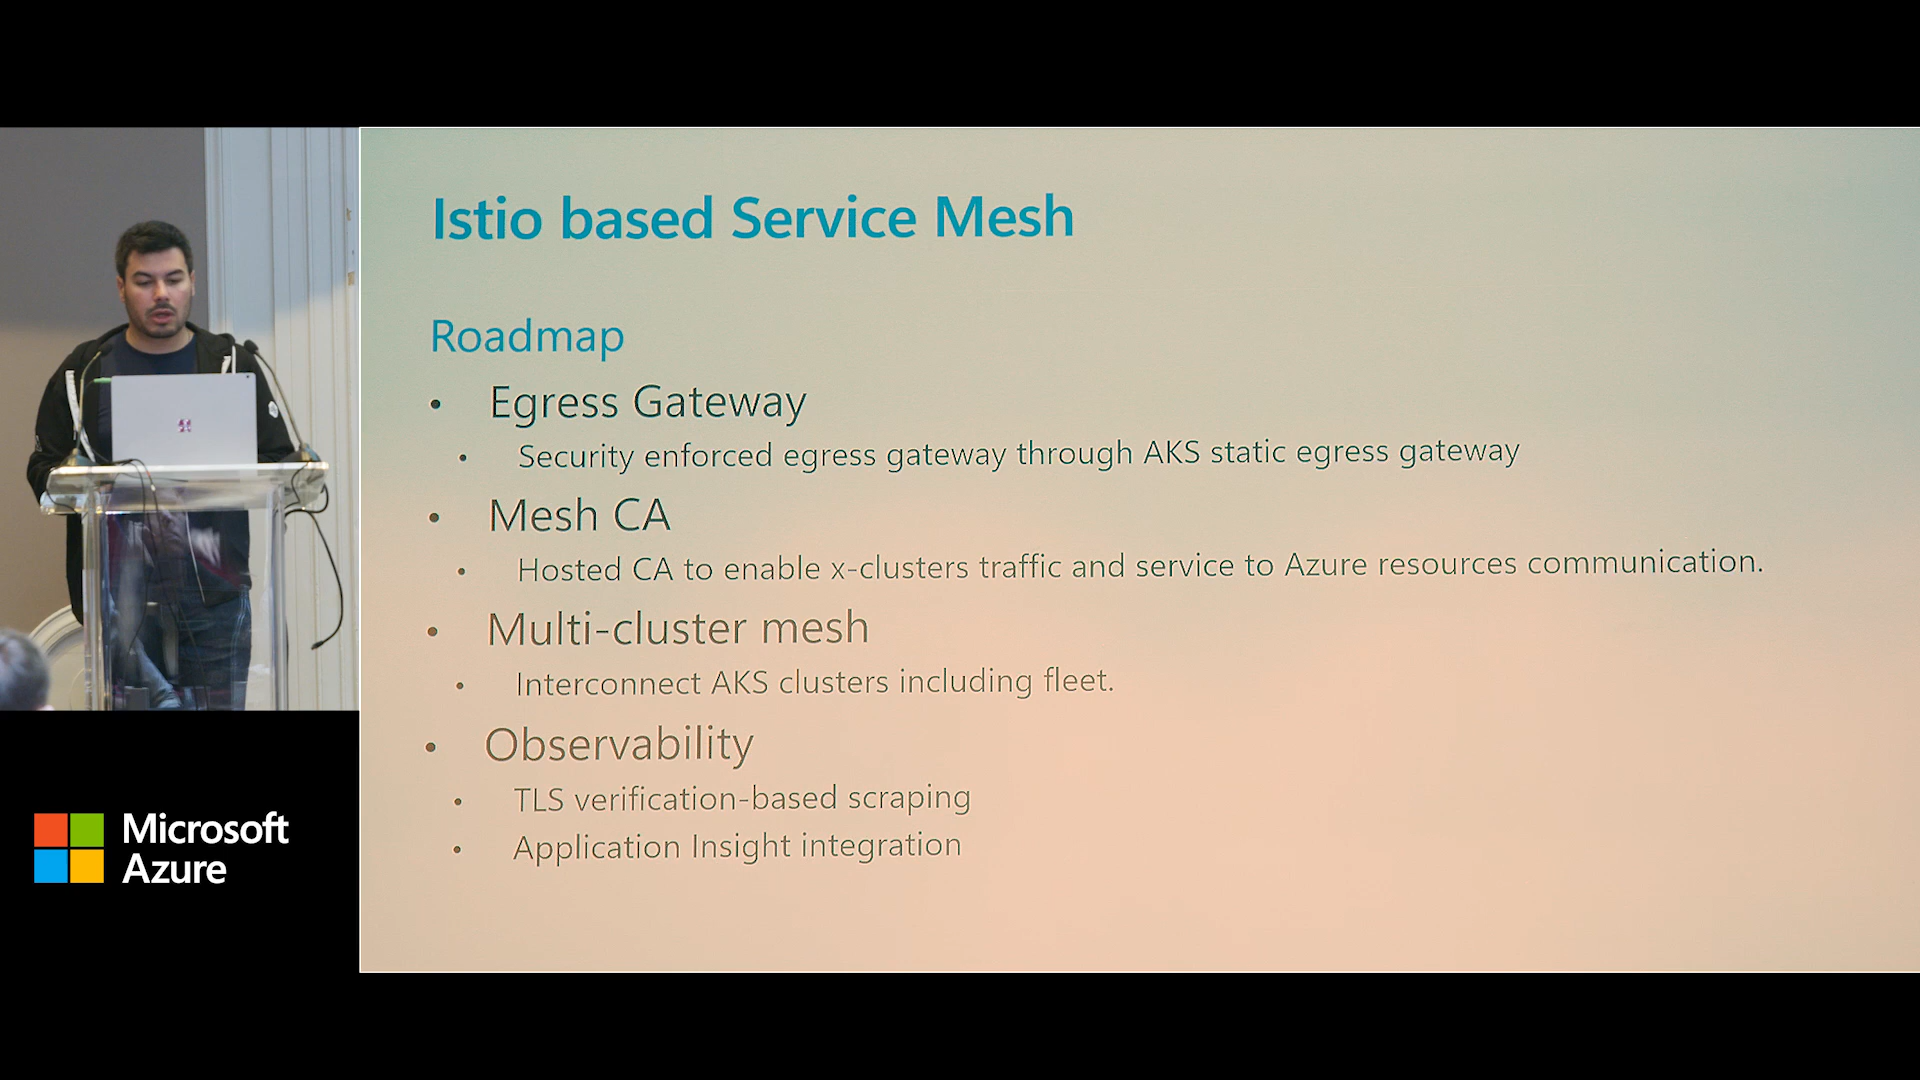 Istio based Service Mesh
Roadmap
• Egress Gateway
• Security enforced egress gateway through AKS static egress gateway
• Mesh CA
• Hosted CA to enable x-clusters traffic and service to Azure resources communication.
• Multi-cluster mesh
• Interconnect AKS clusters including fleet.
• Observability
• TLS verification-based scraping
• Application Insight integration
Microsoft
Azure